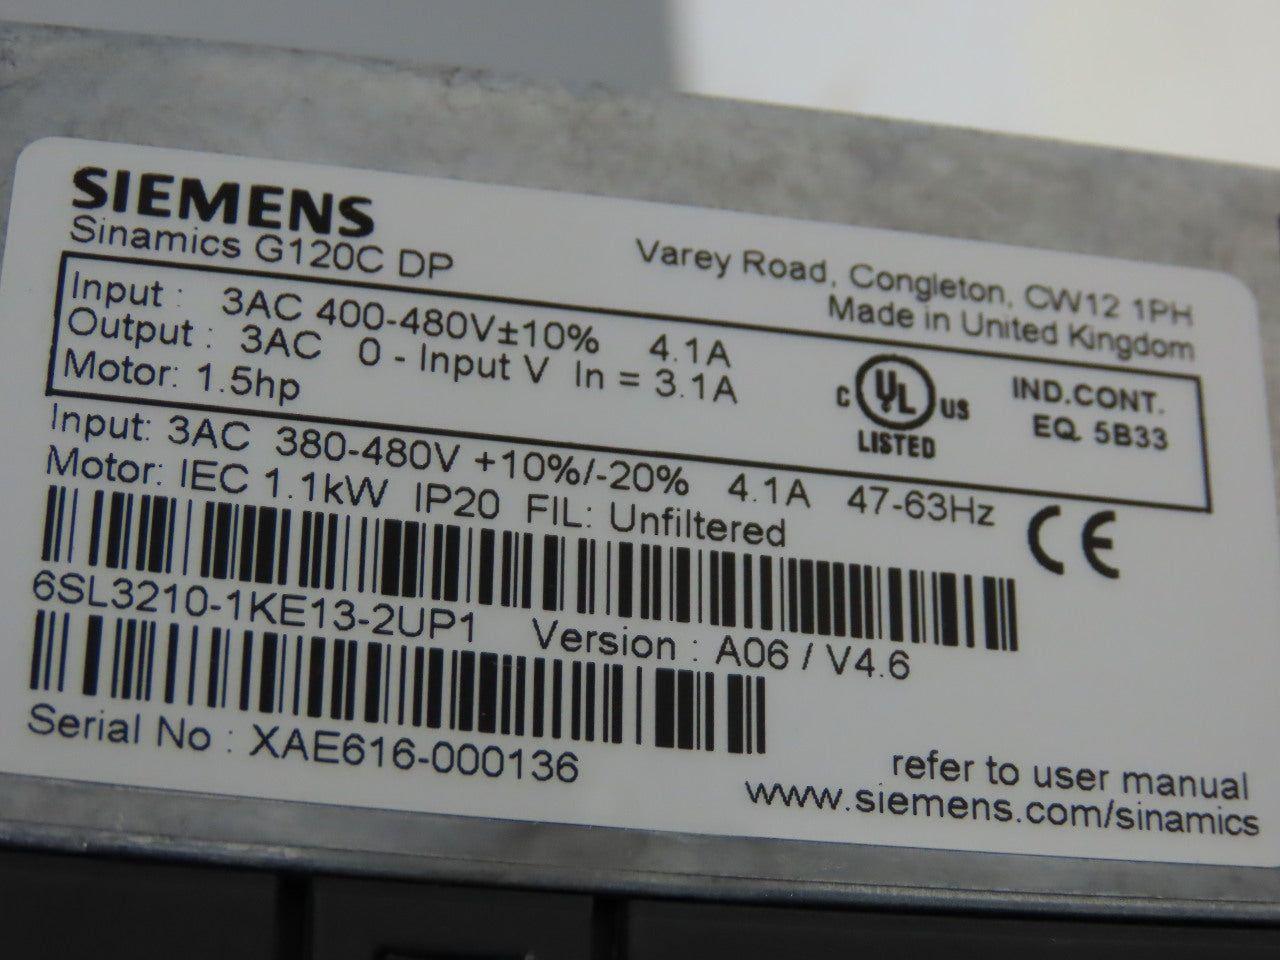 SIEMENS
Sinamics G120C DP
Varey Road, Congleton, CW12 1PH
Made in United Kingdom
Input : 3AC 400-480V±10% 4.1A
Output : 3AC 0 - Input V In = 3.1A
Motor: 1.5hp
C UL US
LISTED
IND.CONT.
EQ. 5B33
Input: 3AC 380-480V +10%/-20% 4.1A 47-63Hz
Motor: IEC 1.1kW IP20 FIL: Unfiltered
CE
6SL3210-1KE13-2UP1 Version : A06 / V4.6
Serial No : XAE616-000136
refer to user manual
www.siemens.com/sinamics